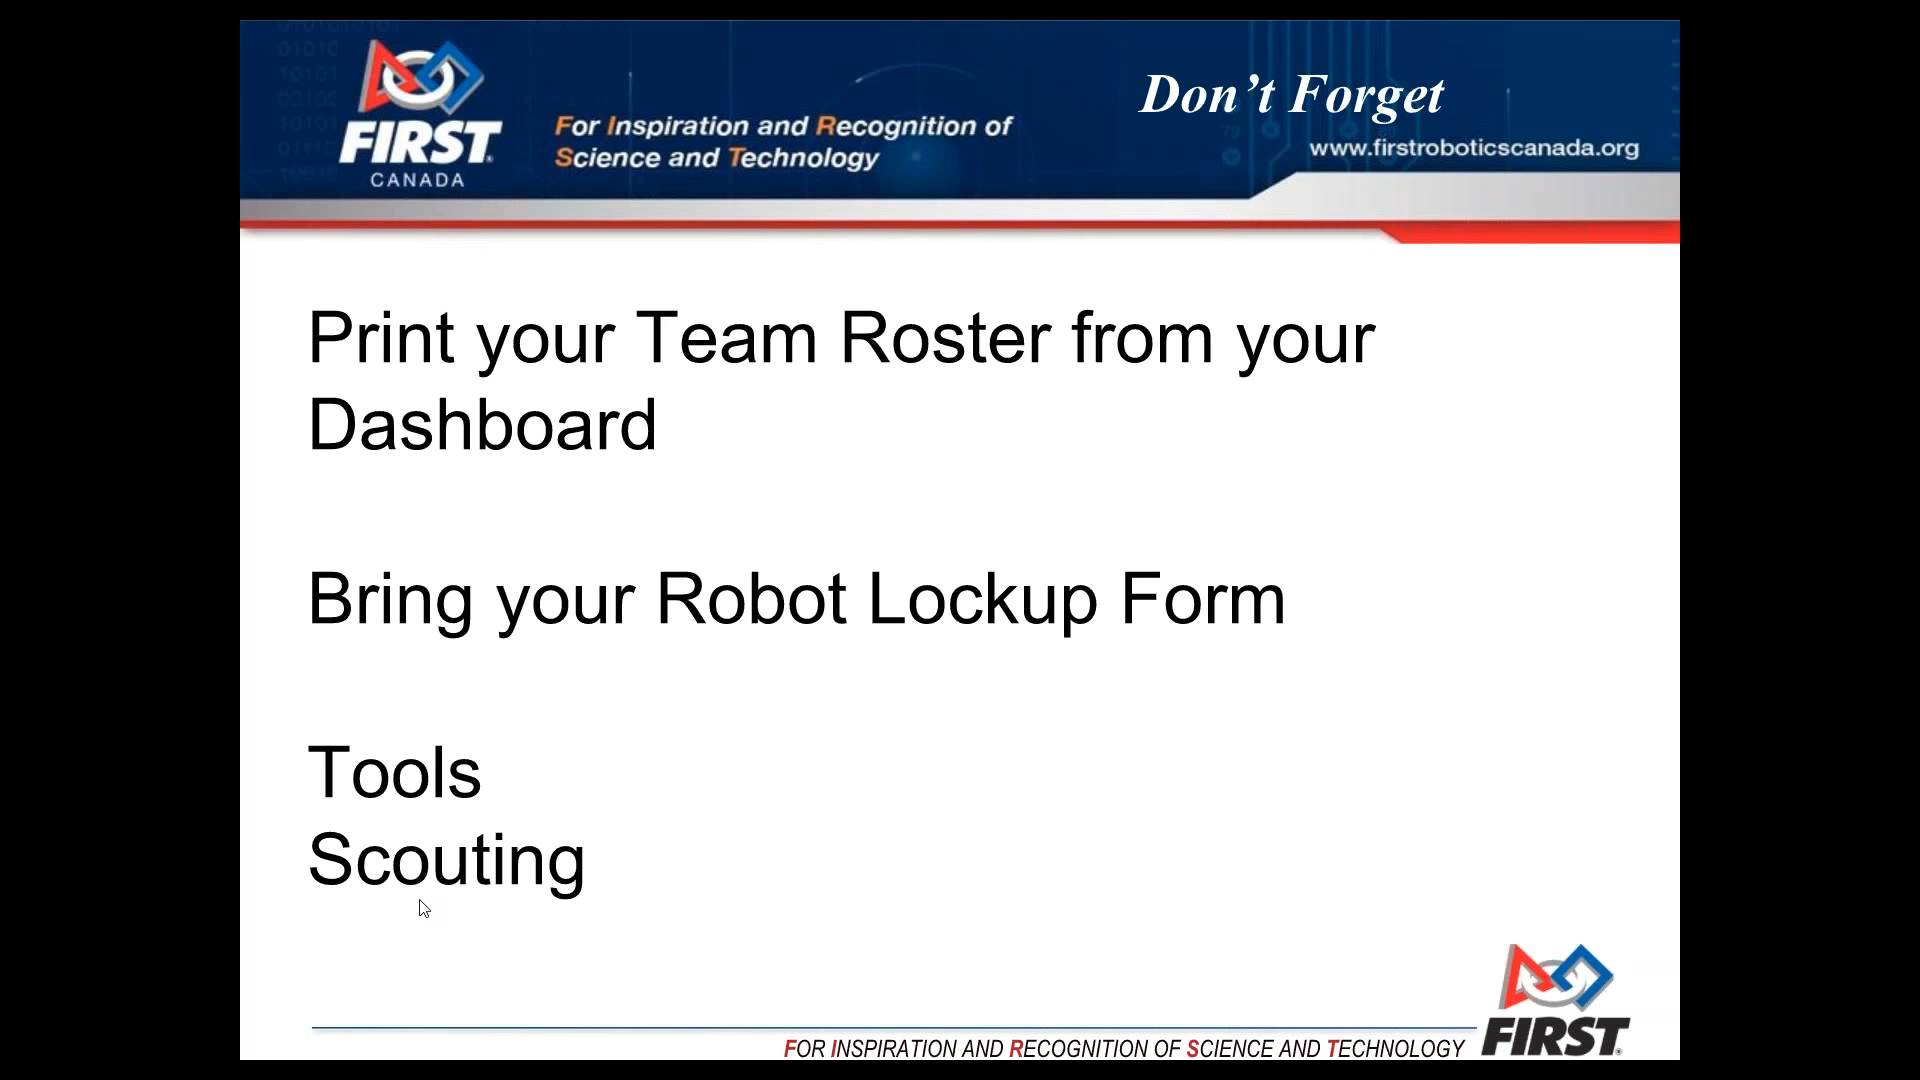 Don’t Forget
FIRST
CANADA
For Inspiration and Recognition of
Science and Technology
www.firstroboticscanada.org
Print your Team Roster from your
Dashboard
Bring your Robot Lockup Form
Tools
Scouting
FOR INSPIRATION AND RECOGNITION OF SCIENCE AND TECHNOLOGY
FIRST